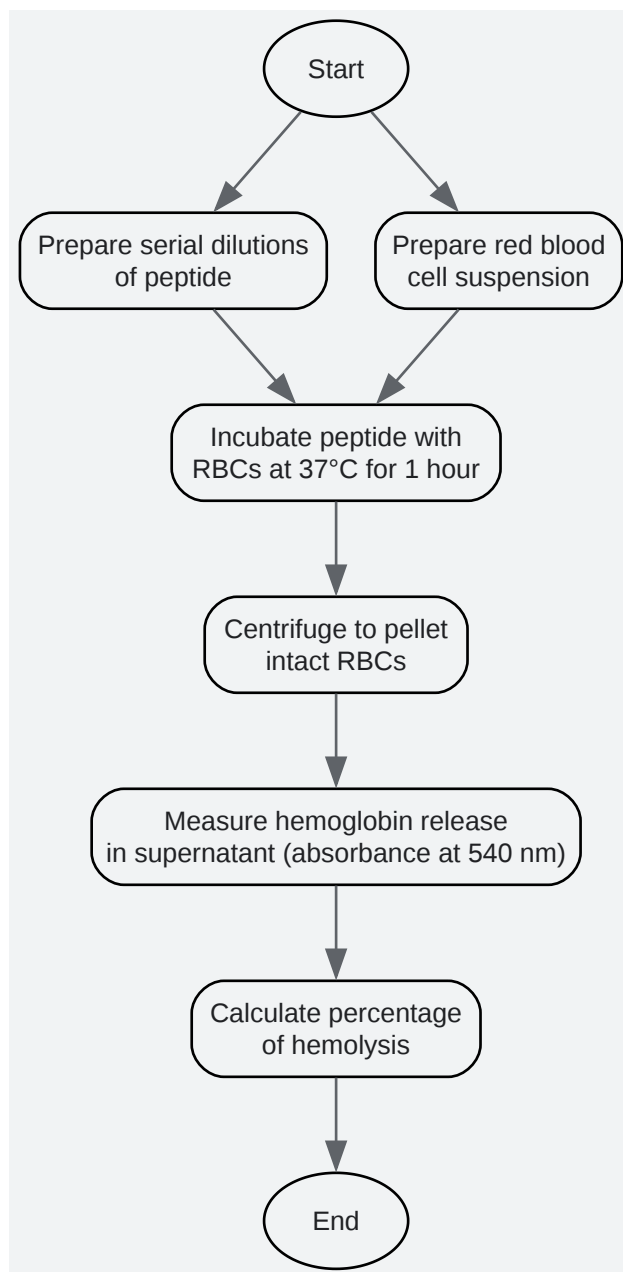 Start
Prepare serial dilutions
of peptide
Prepare red blood
cell suspension
Incubate peptide with
RBCs at 37°C for 1 hour
Centrifuge to pellet
intact RBCs
Measure hemoglobin release
in supernatant (absorbance at 540 nm)
Calculate percentage
of hemolysis
End